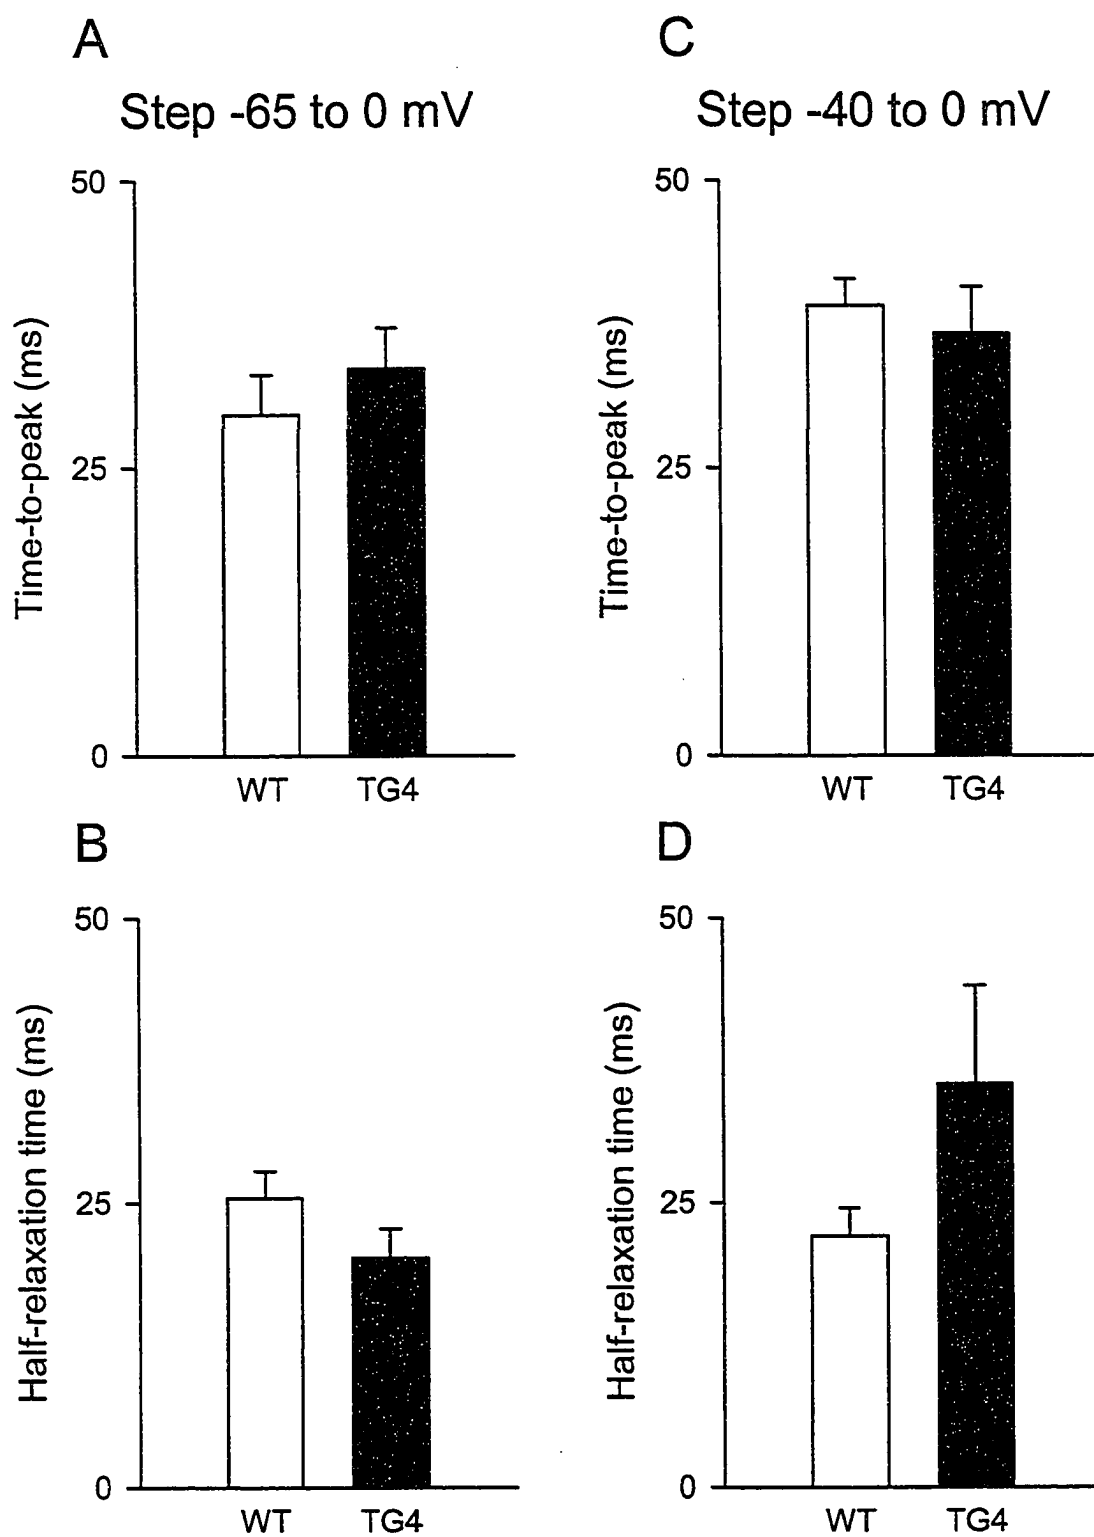 A
Step -65 to 0 mV
50
25
0
Time-to-peak (ms)
WT TG4
B
50
25
0
Half-relaxation time (ms)
WT TG4
C
Step -40 to 0 mV
50
25
0
Time-to-peak (ms)
WT TG4
D
50
25
0
Half-relaxation time (ms)
WT TG4